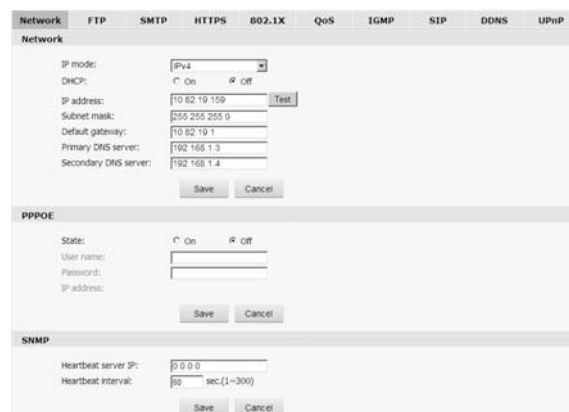 Network FTP SMTP HTTPS 802.1X QoS IGMP SIP DDNS UPnP
Network
IP mode: IPv4
DHCP: On Off
IP address: 10.82.19.159 Test
Subnet mask: 255.255.255.0
Default gateway: 10.82.19.1
Primary DNS server: 192.168.1.3
Secondary DNS server: 192.168.1.4
Save Cancel
PPPOE
State: On Off
User name:
Password:
IP address:
Save Cancel
SNMP
Heartbeat server IP: 0.0.0.0
Heartbeat interval: 60 sec.(1~300)
Save Cancel